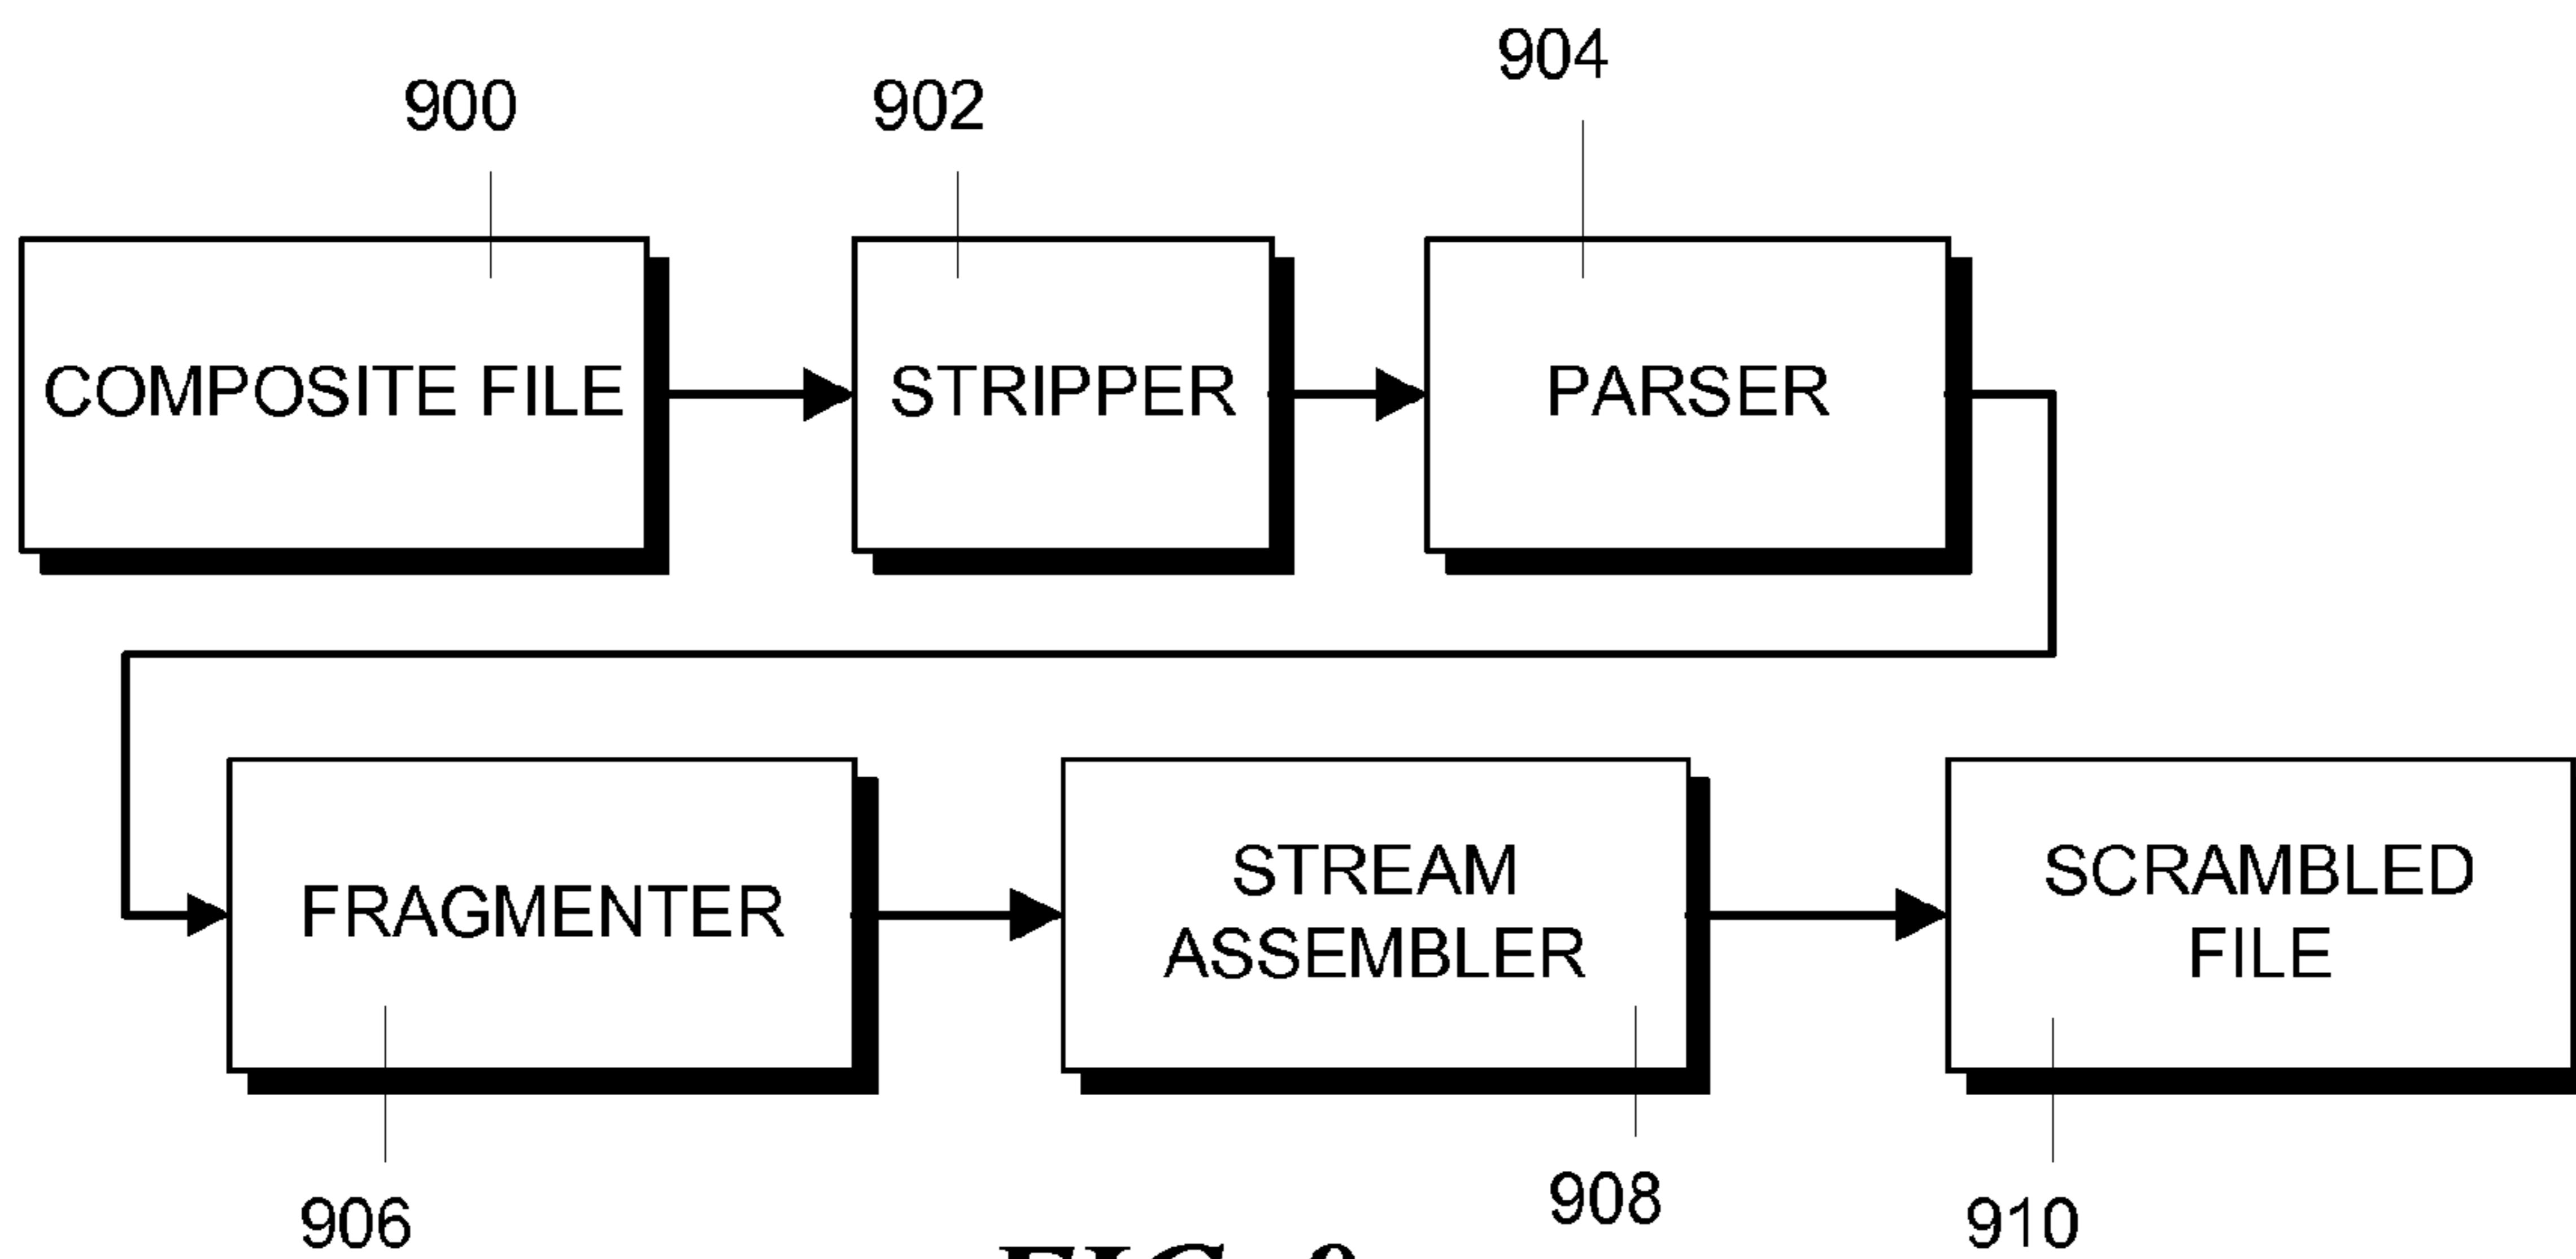 900
902
904
COMPOSITE FILE
STRIPPER
PARSER
FRAGMENTER
STREAM
ASSEMBLER
SCRAMBLED
FILE
906
908
910